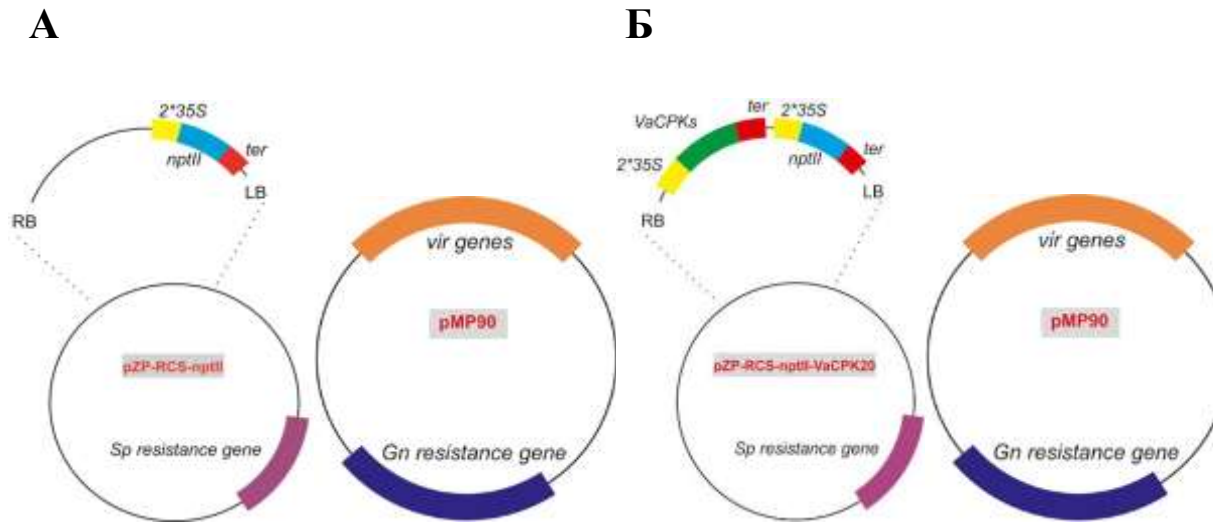 А
2*35S
nptII
ter
LB
RB
vir genes
pMP90
pZP-RCS-nptII
Sp resistance gene
Gn resistance gene
Б
ter
2*35S
VaCPKs
nptII
ter
2*35S
RB
LB
vir genes
pMP90
pZP-RCS-nptII-VaCPK20
Sp resistance gene
Gn resistance gene